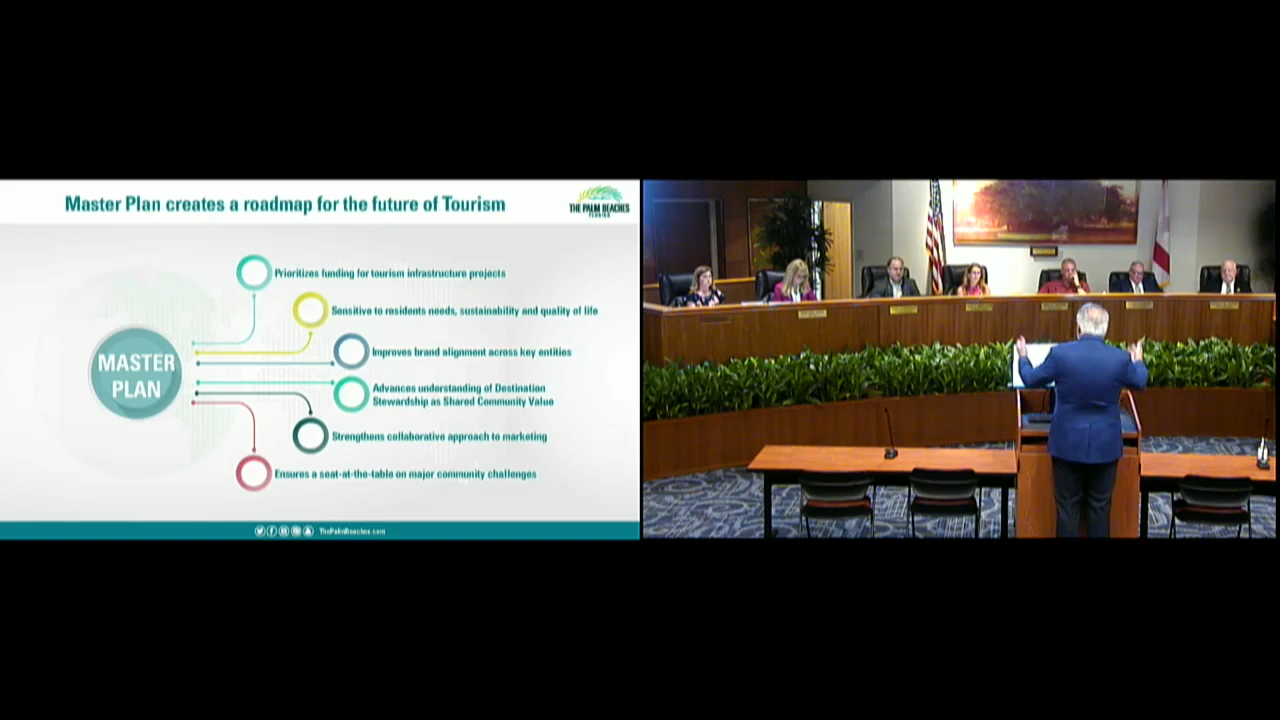 Master Plan creates a roadmap for the future of Tourism
THE PALM BEACHES
FLORIDA
Prioritizes funding for tourism infrastructure projects
Sensitive to residents needs, sustainability and quality of life
Improves brand alignment across key entities
MASTER
PLAN
Advances understanding of Destination
Stewardship as Shared Community Value
Strengthens collaborative approach to marketing
Ensures a seat-at-the-table on major community challenges
ThePalmBeaches.com